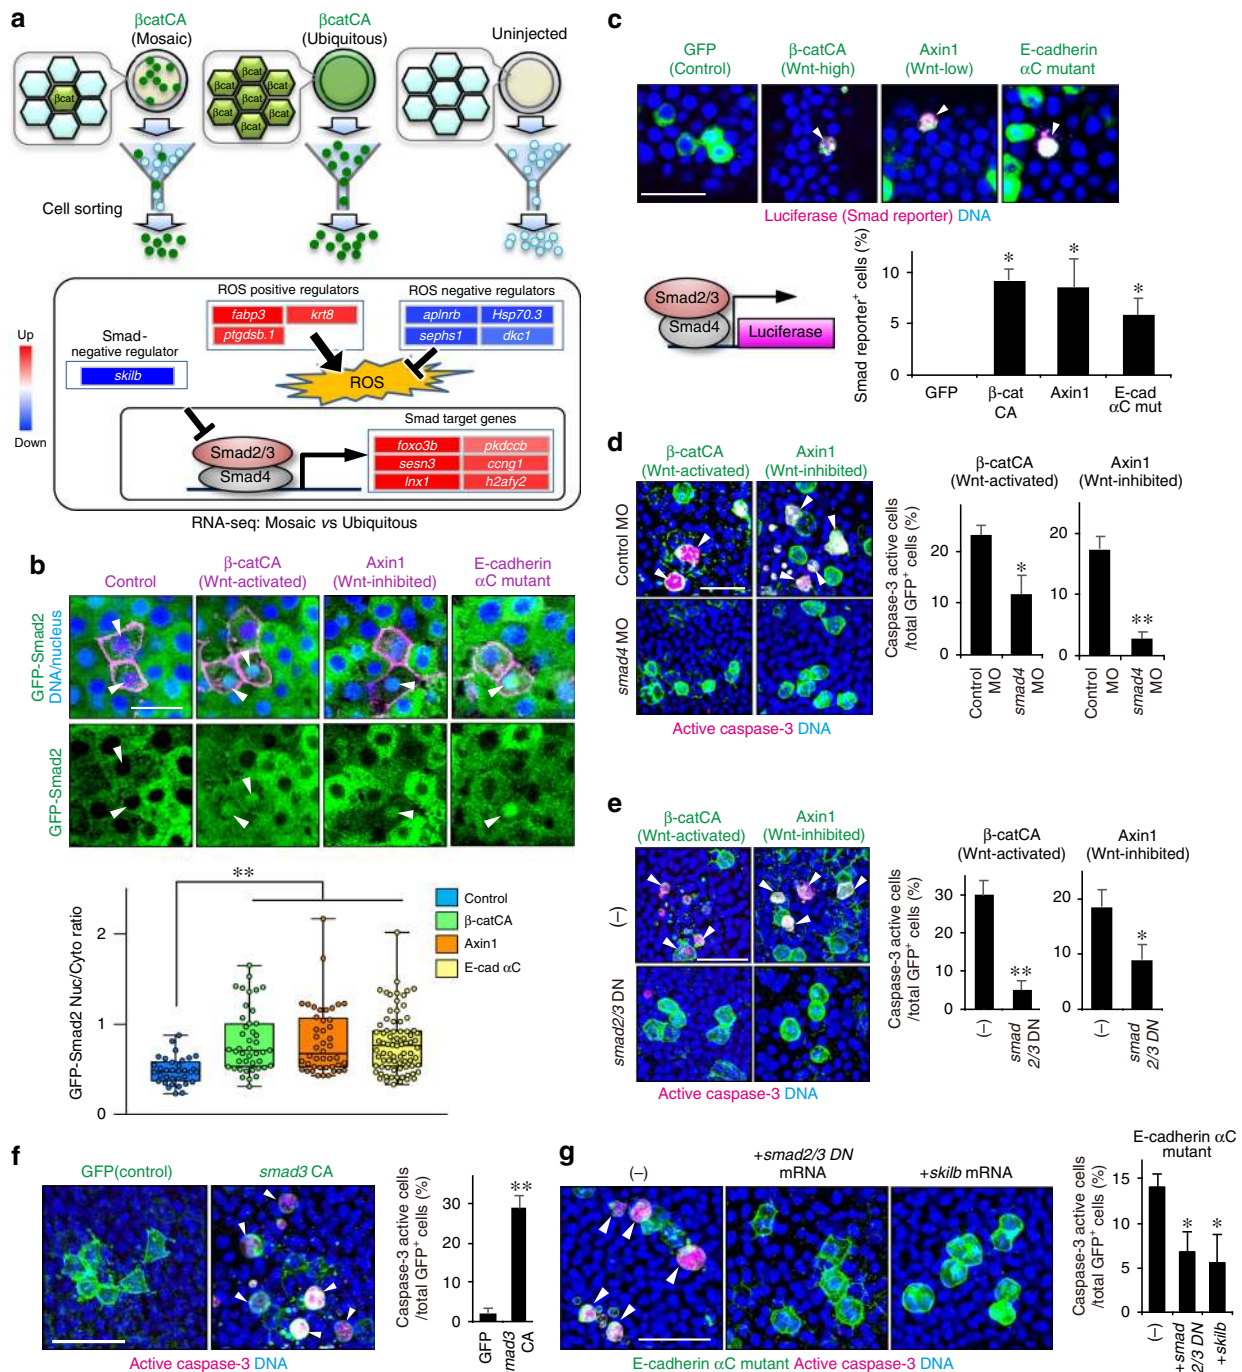 a
βcatCA
(Mosaic)
βcatCA
(Ubiquitous)
Uninjected
βcat
βcat
βcat
βcat
βcat
βcat
βcat
βcat
Cell sorting
Up
Down
ROS positive regulators
fabp3
krt8
ptgdsb.1
ROS negative regulators
aplnrb
Hsp70.3
sephs1
dkc1
Smad-
negative regulator
skilb
ROS
Smad target genes
foxo3b
pkdccb
sesn3
ccng1
lnx1
h2afy2
Smad2/3
Smad4
RNA-seq: Mosaic vs Ubiquitous
b
Control
β-catCA
(Wnt-activated)
Axin1
(Wnt-inhibited)
E-cadherin
αC mutant
GFP-Smad2
DNA/nucleus
GFP-Smad2
**
Control
β-catCA
Axin1
E-cad αC
GFP-Smad2 Nuc/Cyto ratio
2
1
0
c
GFP
(Control)
β-catCA
(Wnt-high)
Axin1
(Wnt-low)
E-cadherin
αC mutant
Luciferase (Smad reporter) DNA
Smad2/3
Smad4
Luciferase
Smad reporter+ cells (%)
10
5
0
*
*
*
GFP
β-cat
CA
Axin1
E-cad
αC mut
d
β-catCA
(Wnt-activated)
Axin1
(Wnt-inhibited)
Control MO
smad4 MO
Active caspase-3 DNA
β-catCA
(Wnt-activated)
Axin1
(Wnt-inhibited)
Caspase-3 active cells
/total GFP+ cells (%)
20
10
0
*
Control
MO
smad4
MO
20
10
0
**
Control
MO
smad4
MO
e
β-catCA
(Wnt-activated)
Axin1
(Wnt-inhibited)
(–)
smad2/3 DN
Active caspase-3 DNA
β-catCA
(Wnt-activated)
Axin1
(Wnt-inhibited)
Caspase-3 active cells
/total GFP+ cells (%)
30
20
10
0
**
(–)
smad
2/3 DN
20
10
0
*
(–)
smad
2/3 DN
f
GFP(control)
smad3 CA
Active caspase-3 DNA
Caspase-3 active cells
/total GFP+ cells (%)
30
20
10
0
**
GFP
smad3
CA
g
(–)
+smad2/3 DN
mRNA
+skilb mRNA
E-cadherin αC mutant Active caspase-3 DNA
E-cadherin αC
mutant
Caspase-3 active cells
/total GFP+ cells (%)
15
10
5
0
*
*
(–)
+smad
2/3 DN
+skilb